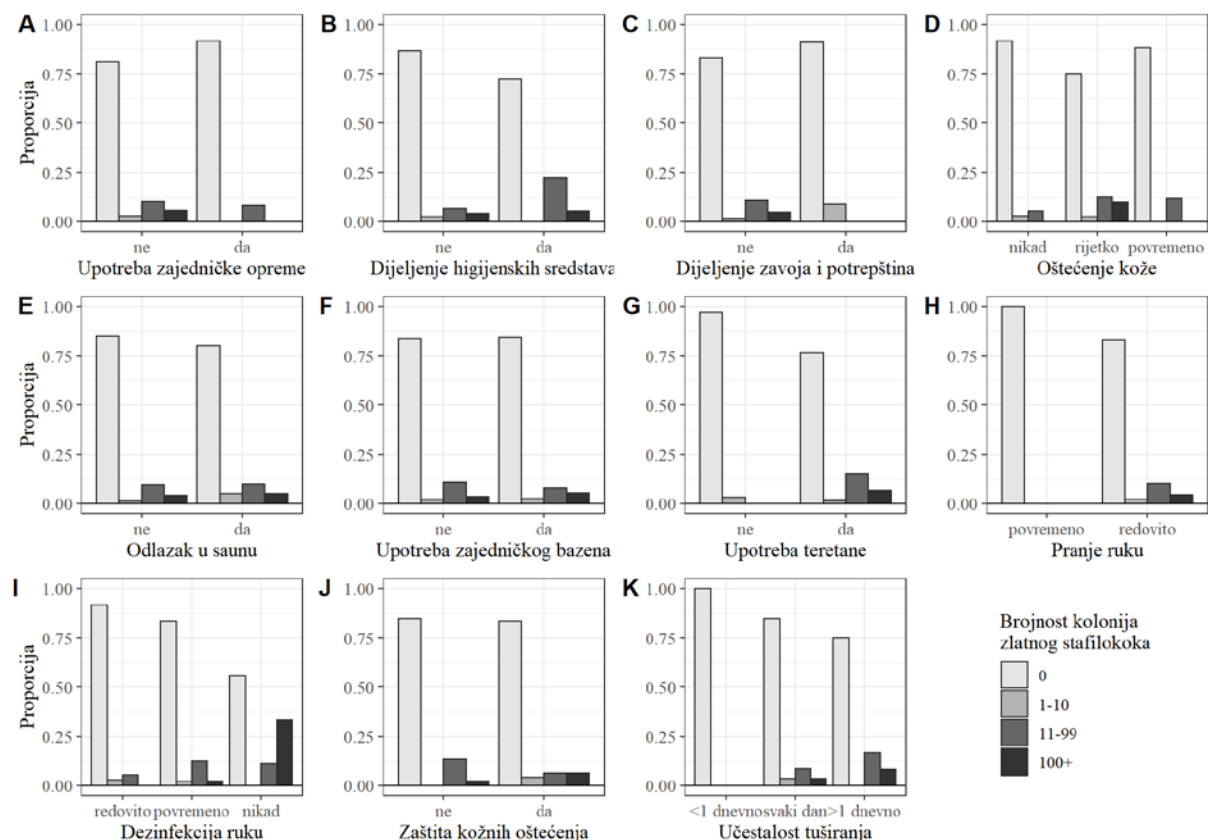 A
B
C
D
Proporcija
1.00
0.75
0.50
0.25
0.00
ne
da
Upotreba zajedničke opreme
1.00
0.75
0.50
0.25
0.00
ne
da
Dijeljenje higijenskih sredstava
1.00
0.75
0.50
0.25
0.00
ne
da
Dijeljenje zavoja i potrepština
1.00
0.75
0.50
0.25
0.00
nikad
rijetko
povremeno
Oštećenje kože
E
F
G
H
Proporcija
1.00
0.75
0.50
0.25
0.00
ne
da
Odlazak u saunu
1.00
0.75
0.50
0.25
0.00
ne
da
Upotreba zajedničkog bazena
1.00
0.75
0.50
0.25
0.00
ne
da
Upotreba teretane
1.00
0.75
0.50
0.25
0.00
povremeno
redovito
Pranje ruku
I
J
K
Proporcija
1.00
0.75
0.50
0.25
0.00
redovito
povremeno
nikad
Dezinfekcija ruku
1.00
0.75
0.50
0.25
0.00
ne
da
Zaštita kožnih oštećenja
1.00
0.75
0.50
0.25
0.00
<1 dnevno
svaki dan
>1 dnevno
Učestalost tuširanja
Brojnost kolonija
zlatnog stafilokoka
0
1-10
11-99
100+